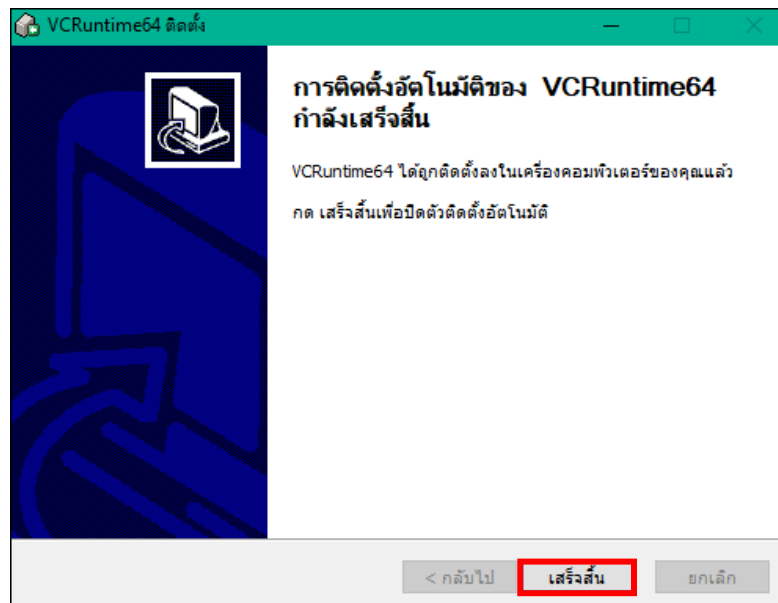 VCRuntime64 ติดตั้ง
การติดตั้งอัตโนมัติของ VCRuntime64
กำลังเสร็จสิ้น
VCRuntime64 ได้ถูกติดตั้งลงในเครื่องคอมพิวเตอร์ของคุณแล้ว
กด เสร็จสิ้นเพื่อปิดตัวติดตั้งอัตโนมัติ
< กลับไป เสร็จสิ้น ยกเลิก